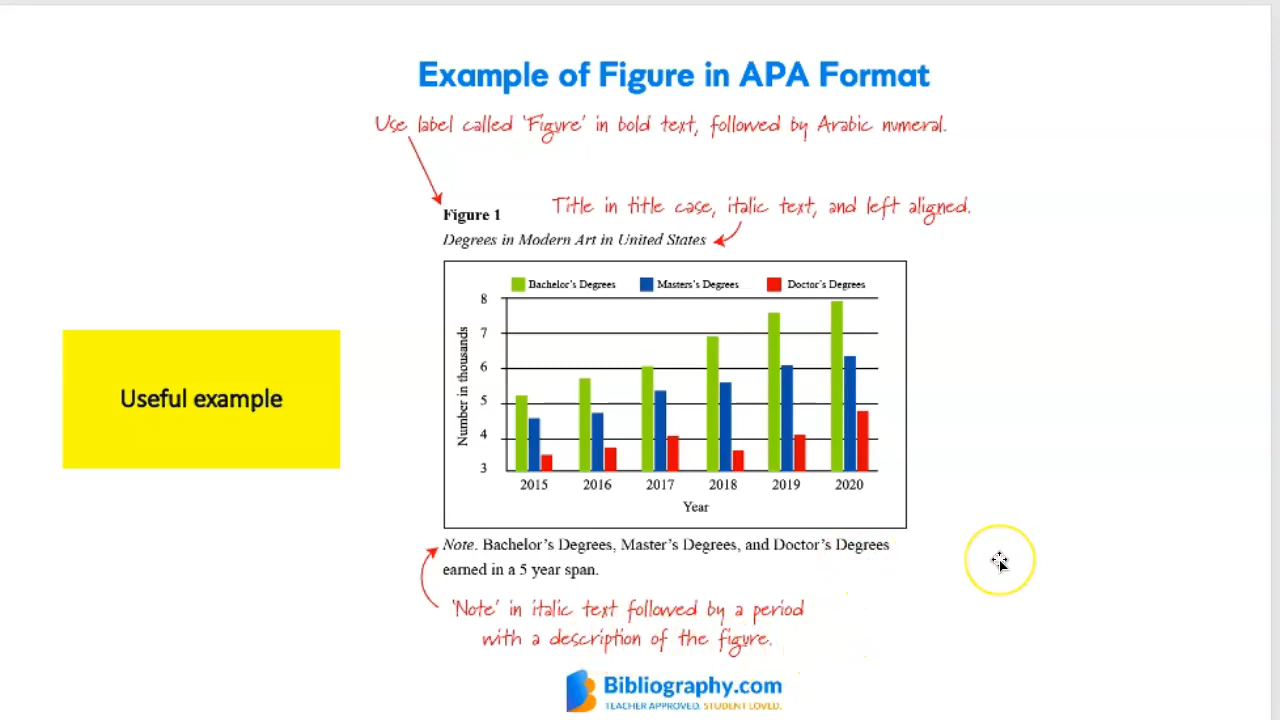 Example of Figure in APA Format
Use label called 'Figure' in bold text, followed by Arabic numeral.
Title in title case, italic text, and left aligned.
Figure 1
Degrees in Modern Art in United States
Bachelor's Degrees Masters's Degrees Doctor's Degrees
8
7
6
5
4
3
Number in thousands
2015 2016 2017 2018 2019 2020
Year
Useful example
Note. Bachelor's Degrees, Master's Degrees, and Doctor's Degrees
earned in a 5 year span.
'Note' in italic text followed by a period
with a description of the figure.
Bibliography.com
TEACHER APPROVED. STUDENT LOVED.